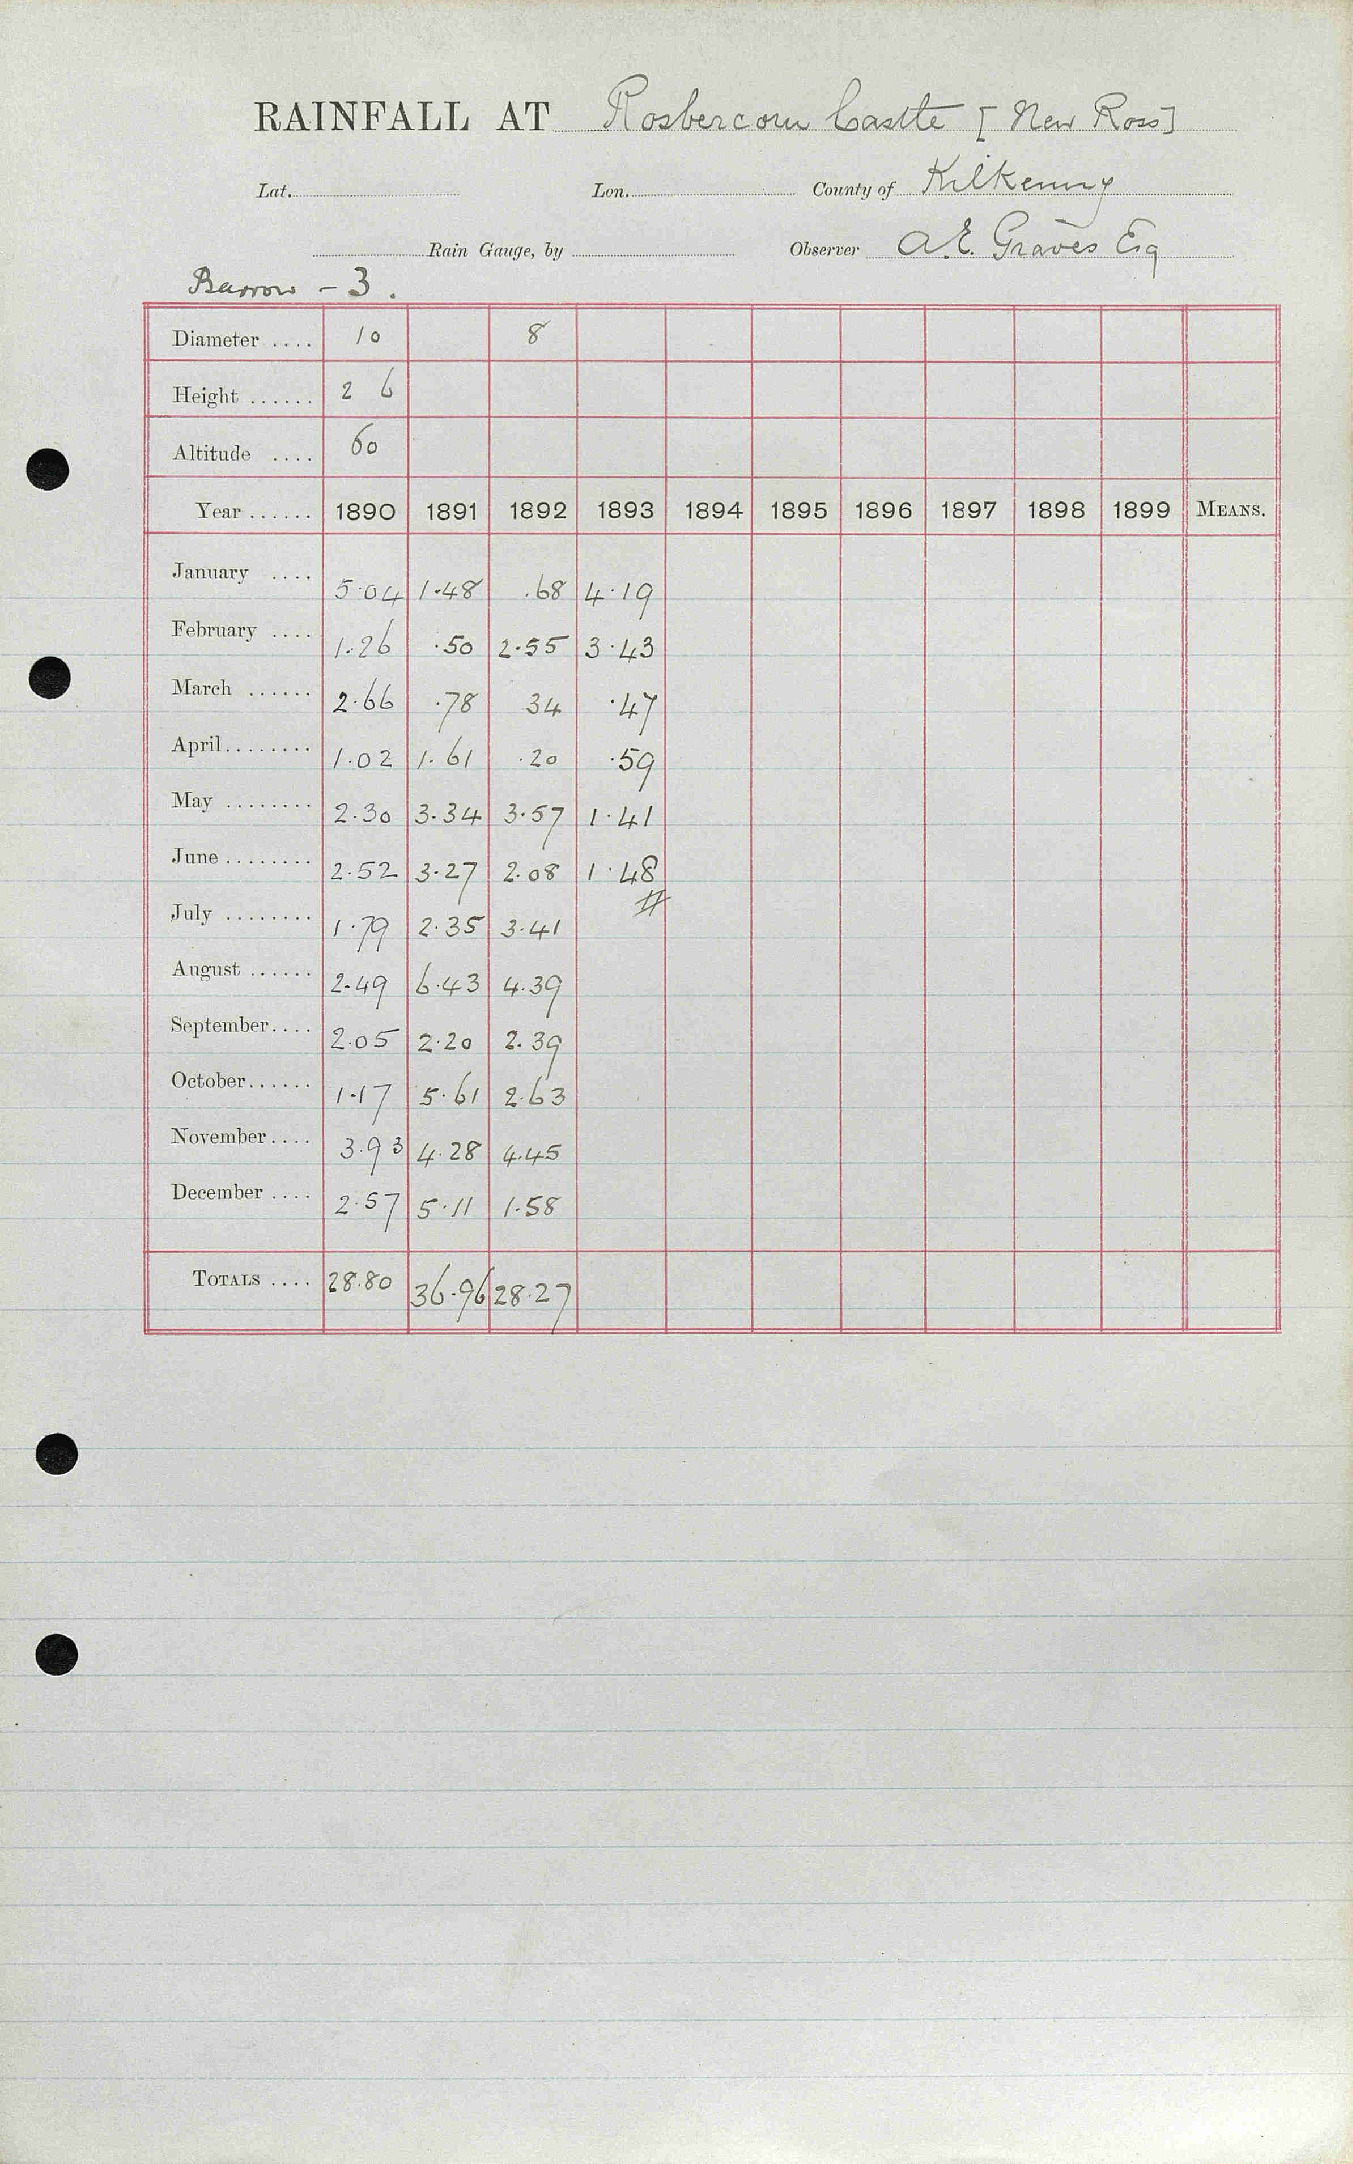 RAINFALL AT Rosbercon Castle [New Ross]
Lat. Lon. County of Kilkenny
Rain Gauge, by Observer A.E. Graves Esq
Barrow - 3.
Diameter .... 10 8
Height ...... 2 6
Altitude .... 60
Year ...... 1890 1891 1892 1893 1894 1895 1896 1897 1898 1899 MEANS.
January .... 5.04 1.48 .68 4.19
February .... 1.26 .50 2.55 3.43
March ...... 2.66 .78 34 .47
April........ 1.02 1.61 .20 .59
May ........ 2.30 3.34 3.57 1.41
June ........ 2.52 3.27 2.08 1.48
#
July ........ 1.79 2.35 3.41
August ...... 2.49 6.43 4.39
September.... 2.05 2.20 2.39
October...... 1.17 5.61 2.63
November.... 3.93 4.28 4.45
December .... 2.57 5.11 1.58
TOTALS .... 28.80 36.96 28.27